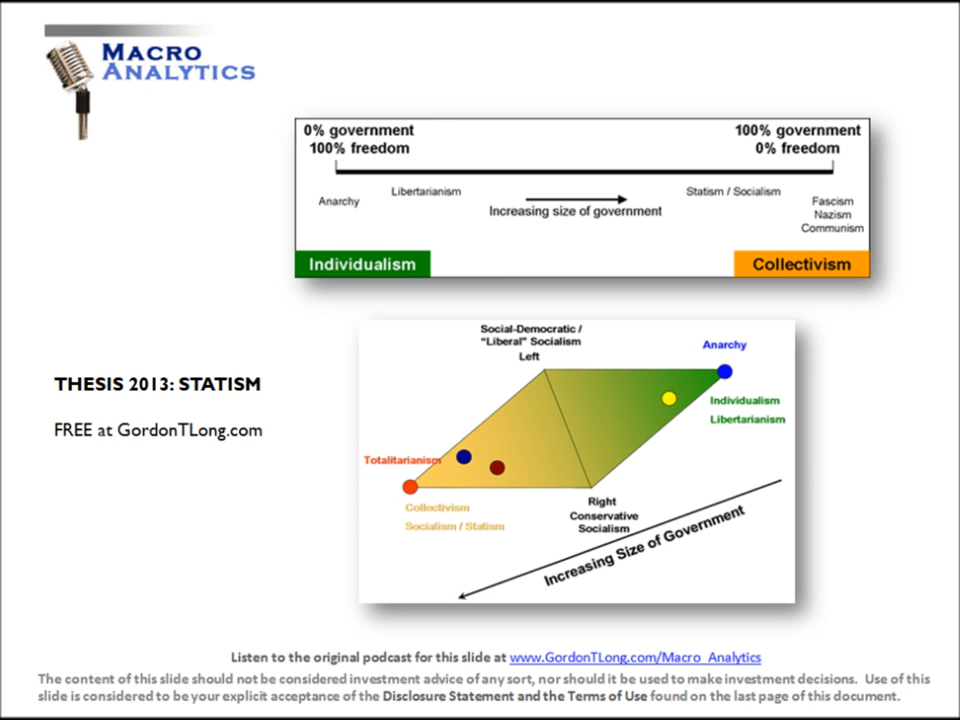 MACRO
ANALYTICS
0% government
100% freedom
100% government
0% freedom
Anarchy
Libertarianism
Increasing size of government
Statism / Socialism
Fascism
Nazism
Communism
Individualism
Collectivism
THESIS 2013: STATISM
FREE at GordonTLong.com
Social-Democratic /
"Liberal" Socialism
Left
Anarchy
Individualism
Libertarianism
Totalitarianism
Collectivism
Socialism / Statism
Right
Conservative
Socialism
Increasing Size of Government
Listen to the original podcast for this slide at www.GordonTLong.com/Macro_Analytics
The content of this slide should not be considered investment advice of any sort, nor should it be used to make investment decisions. Use of this
slide is considered to be your explicit acceptance of the Disclosure Statement and the Terms of Use found on the last page of this document.